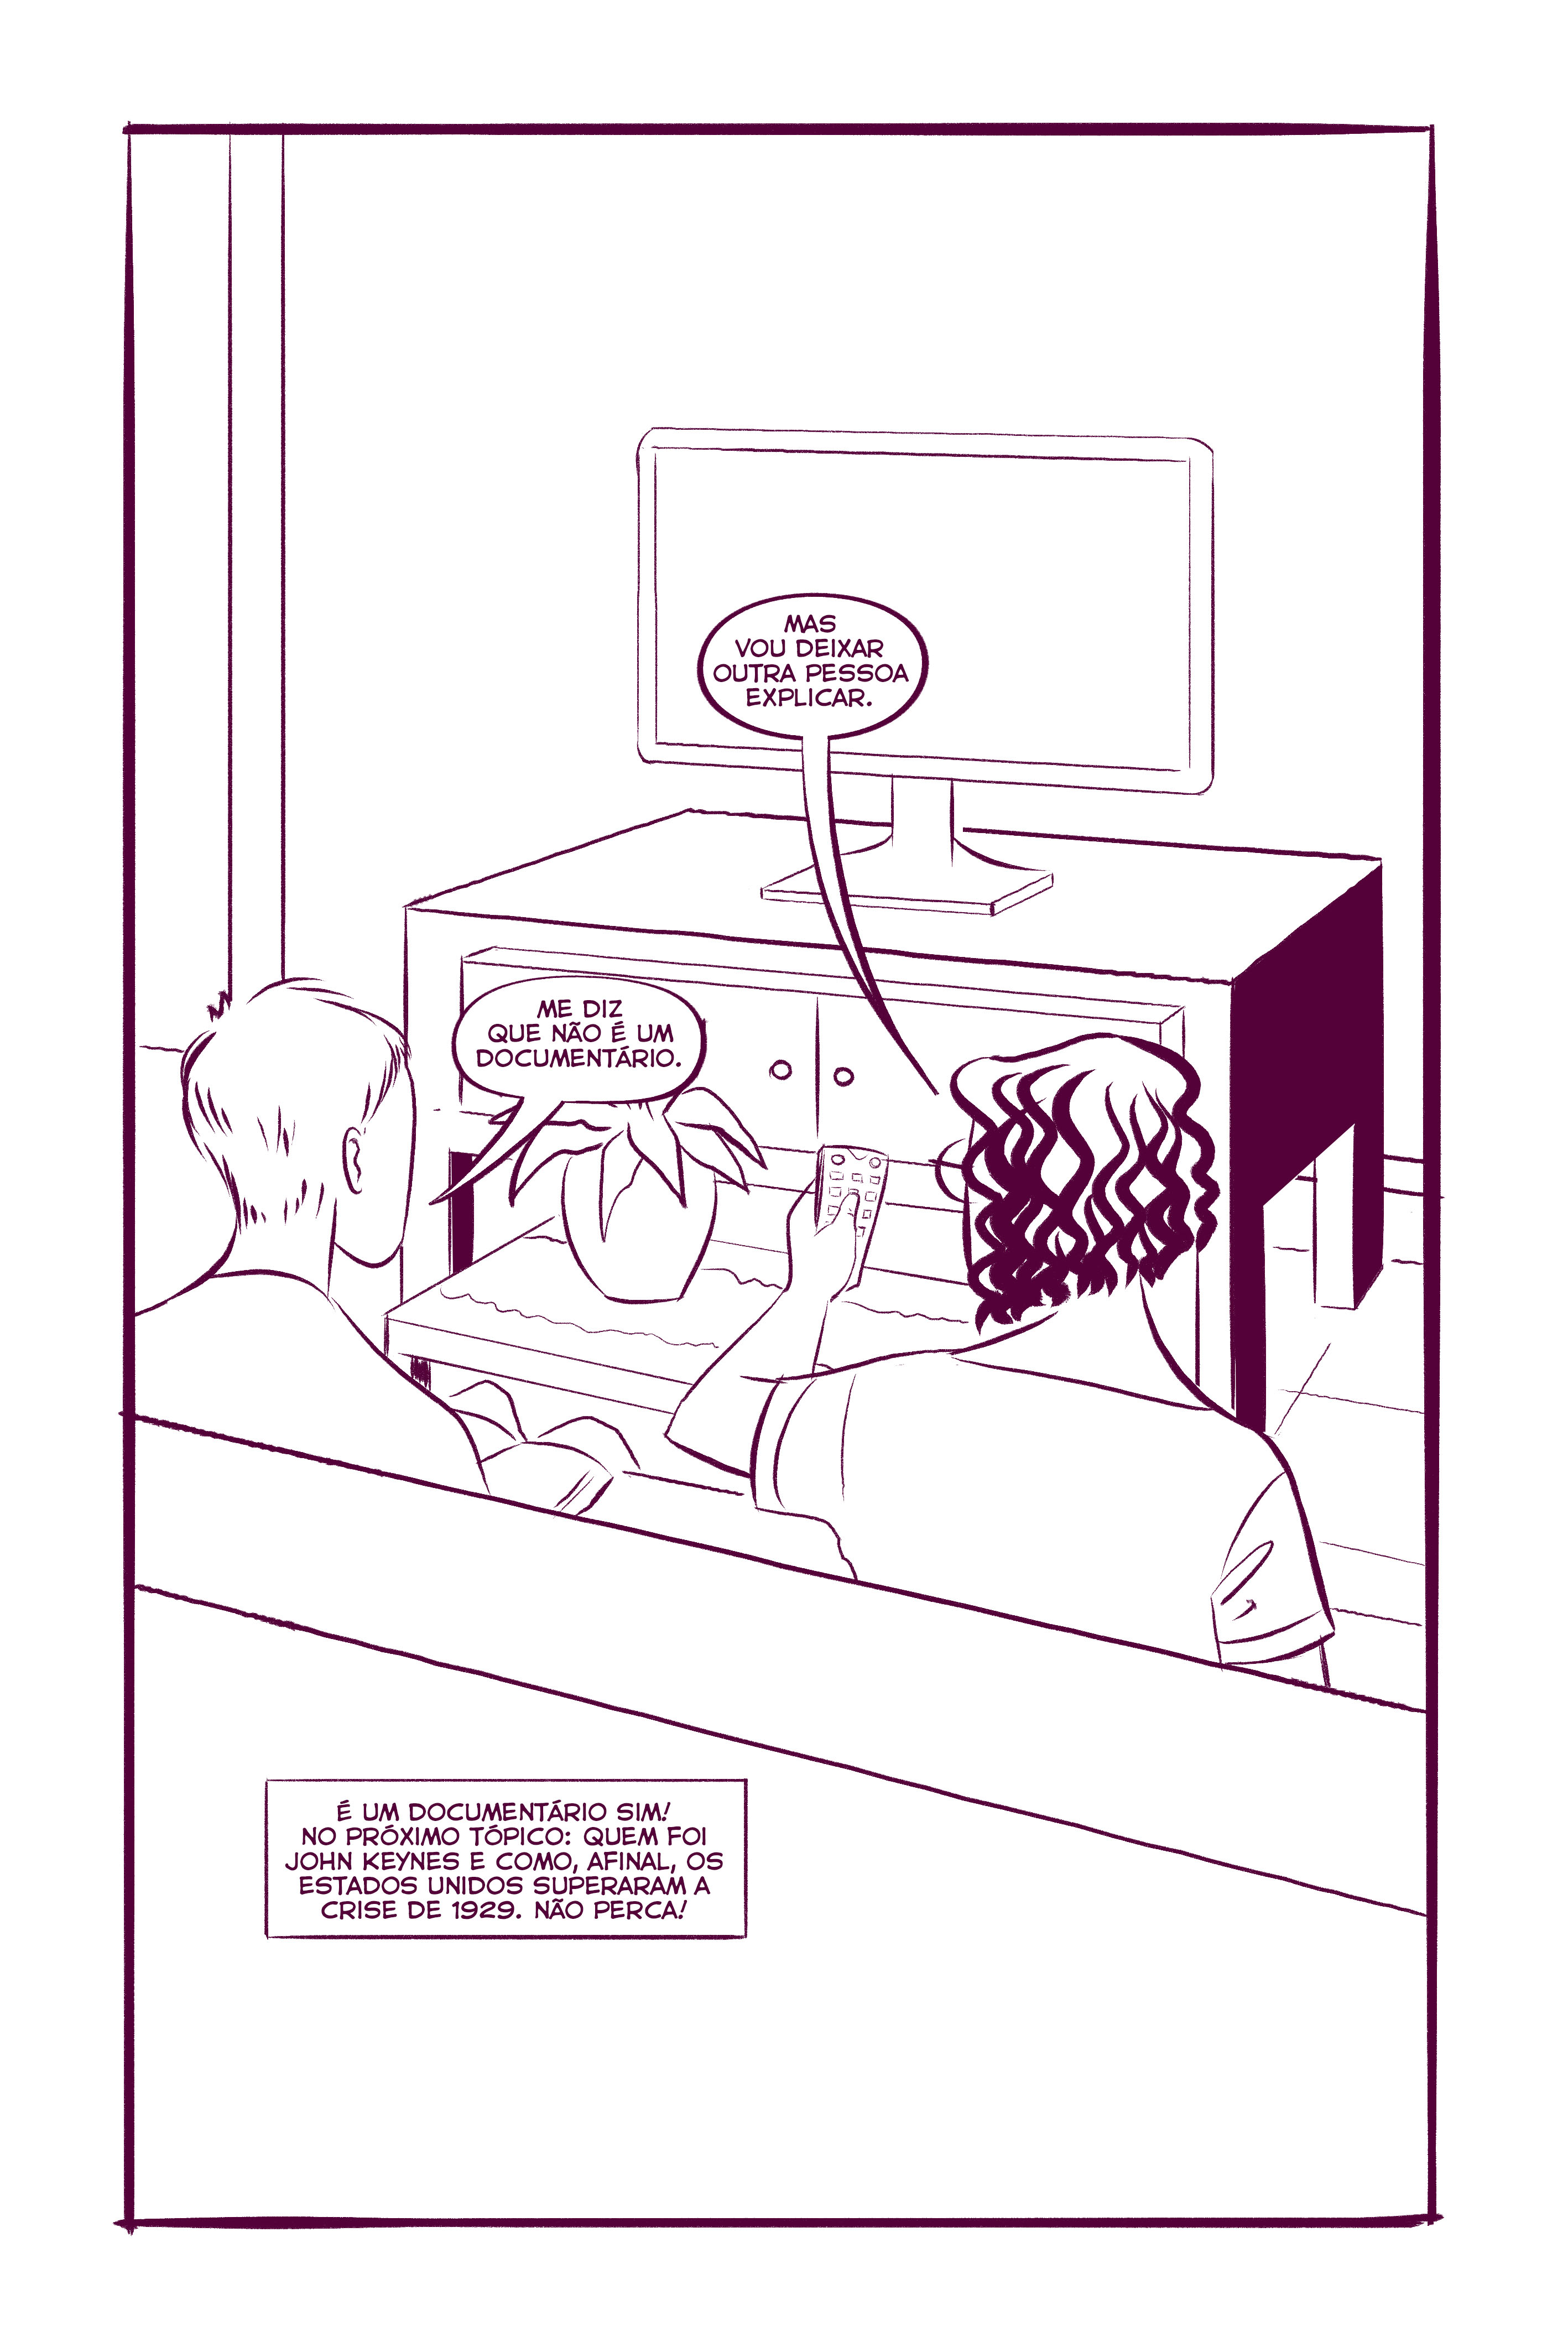 MAS
VOU DEIXAR
OUTRA PESSOA
EXPLICAR.
ME DIZ
QUE NÃO É UM
DOCUMENTÁRIO.
É UM DOCUMENTÁRIO SIM!
NO PRÓXIMO TÓPICO: QUEM FOI
JOHN KEYNES E COMO, AFINAL, OS
ESTADOS UNIDOS SUPERARAM A
CRISE DE 1929. NÃO PERCA!